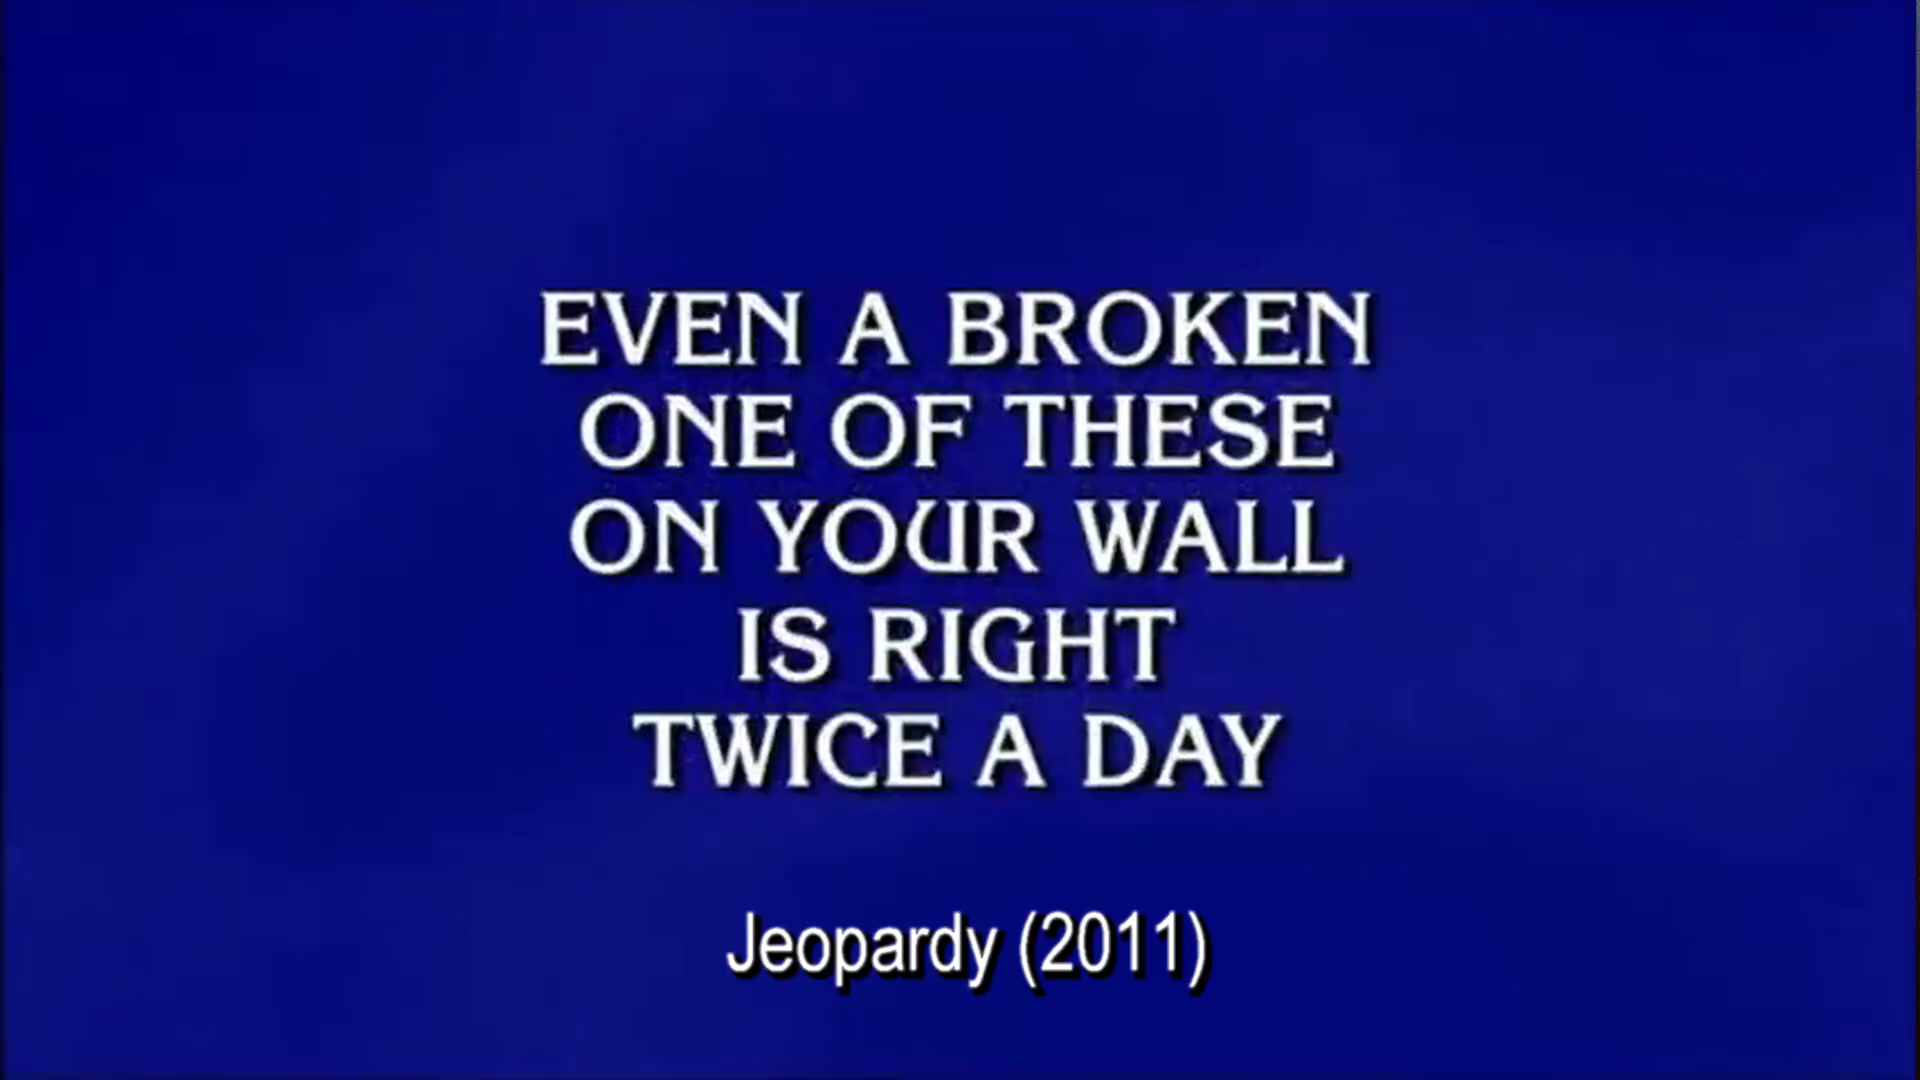 EVEN A BROKEN
ONE OF THESE
ON YOUR WALL
IS RIGHT
TWICE A DAY
Jeopardy (2011)